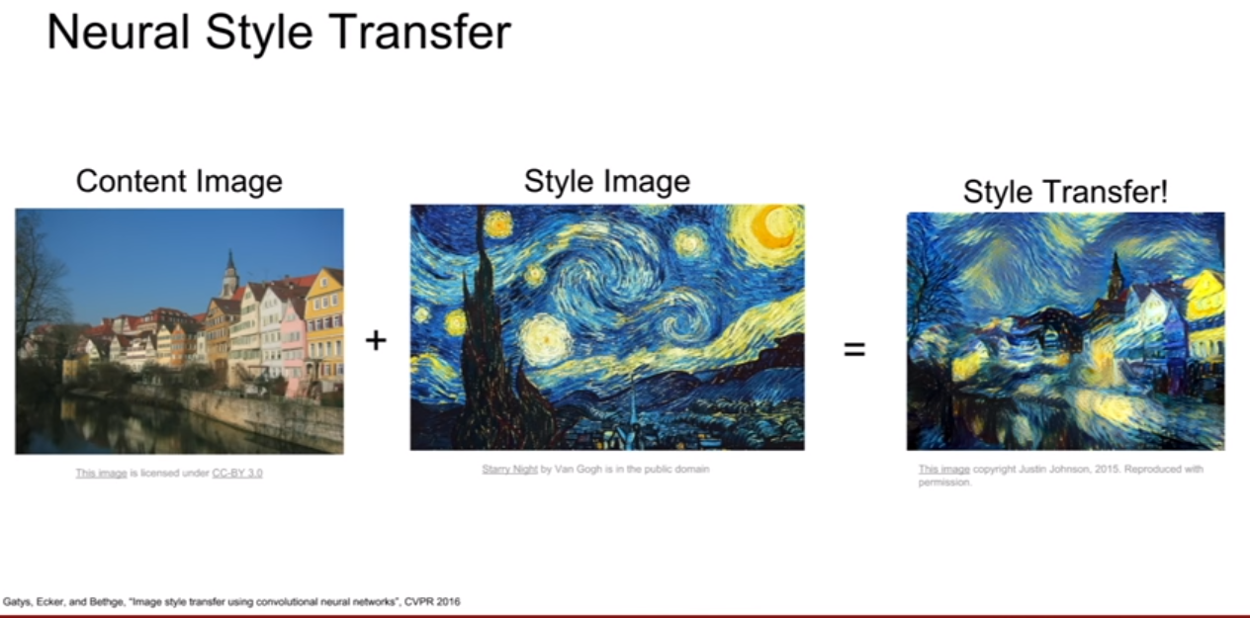 Neural Style Transfer
Content Image
Style Image
Style Transfer!
+
=
This image is licensed under CC-BY 3.0
Starry Night by Van Gogh is in the public domain
This image copyright Justin Johnson, 2015. Reproduced with
permission.
Gatys, Ecker, and Bethge, "Image style transfer using convolutional neural networks", CVPR 2016